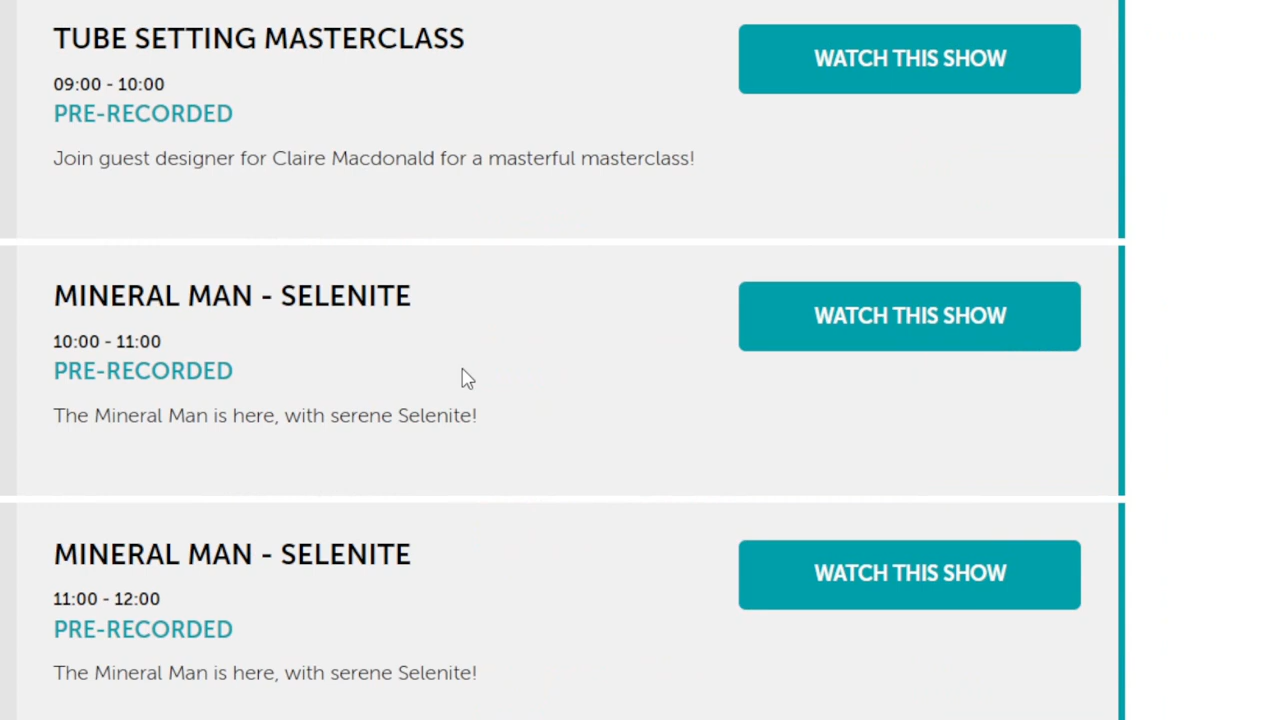 TUBE SETTING MASTERCLASS
WATCH THIS SHOW
09:00 - 10:00
PRE-RECORDED
Join guest designer for Claire Macdonald for a masterful masterclass!
MINERAL MAN - SELENITE
WATCH THIS SHOW
10:00 - 11:00
PRE-RECORDED
The Mineral Man is here, with serene Selenite!
MINERAL MAN - SELENITE
WATCH THIS SHOW
11:00 - 12:00
PRE-RECORDED
The Mineral Man is here, with serene Selenite!